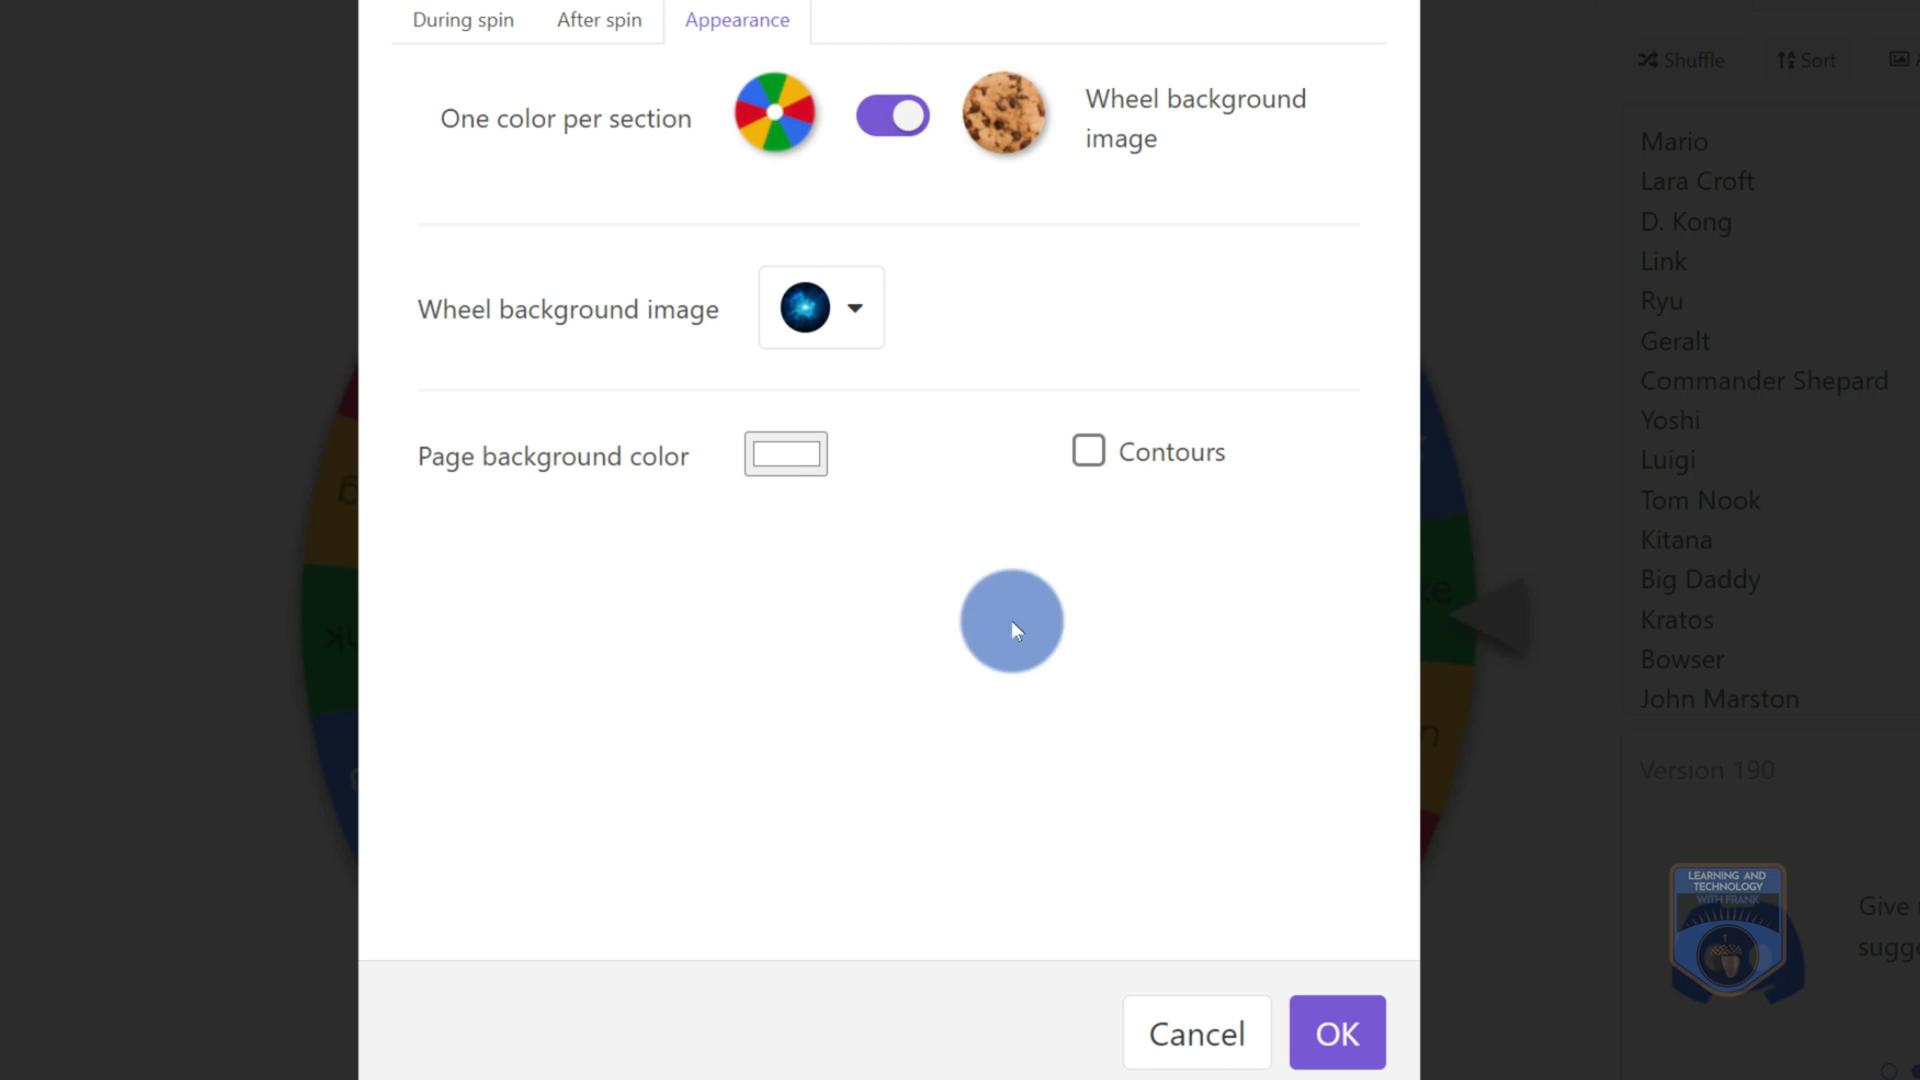 During spin
After spin
Appearance
Shuffle
Sort
One color per section
Wheel background
image
Wheel background image
Page background color
Contours
Mario
Lara Croft
D. Kong
Link
Ryu
Geralt
Commander Shepard
Yoshi
Luigi
Tom Nook
Kitana
Big Daddy
Kratos
Bowser
John Marston
Version 190
LEARNING AND
TECHNOLOGY
WITH FRANK
Give
Cancel
OK